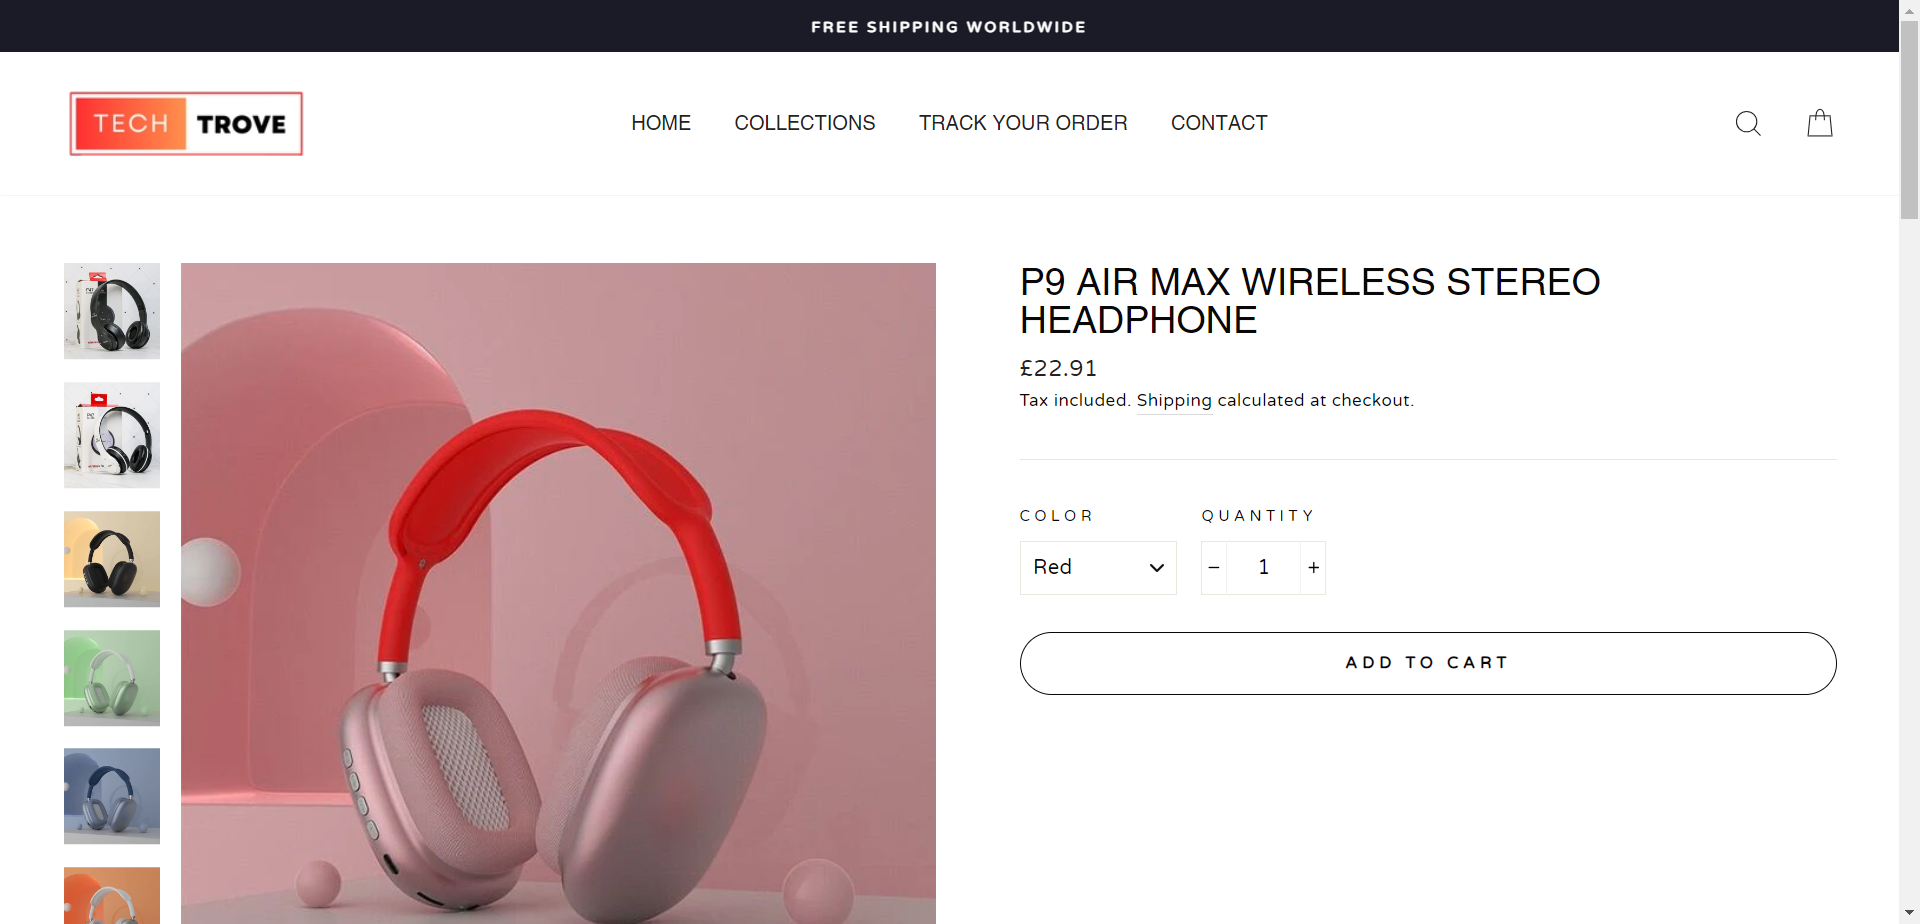 FREE SHIPPING WORLDWIDE
TECH TROVE
HOME COLLECTIONS TRACK YOUR ORDER CONTACT
P9 AIR MAX WIRELESS STEREO
HEADPHONE
£22.91
Tax included. Shipping calculated at checkout.
COLOR QUANTITY
Red − 1 +
ADD TO CART